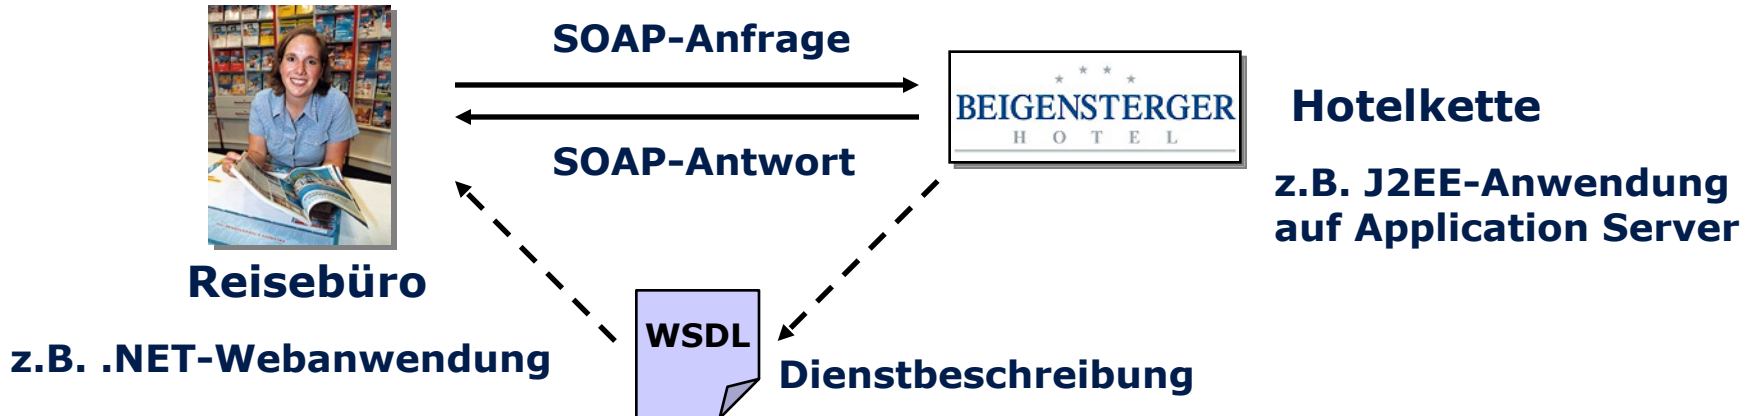 SOAP-Anfrage
BEIGENSTERGER
HOTEL
Hotelkette
SOAP-Antwort
z.B. J2EE-Anwendung
auf Application Server
Reisebüro
WSDL
z.B. .NET-Webanwendung
Dienstbeschreibung